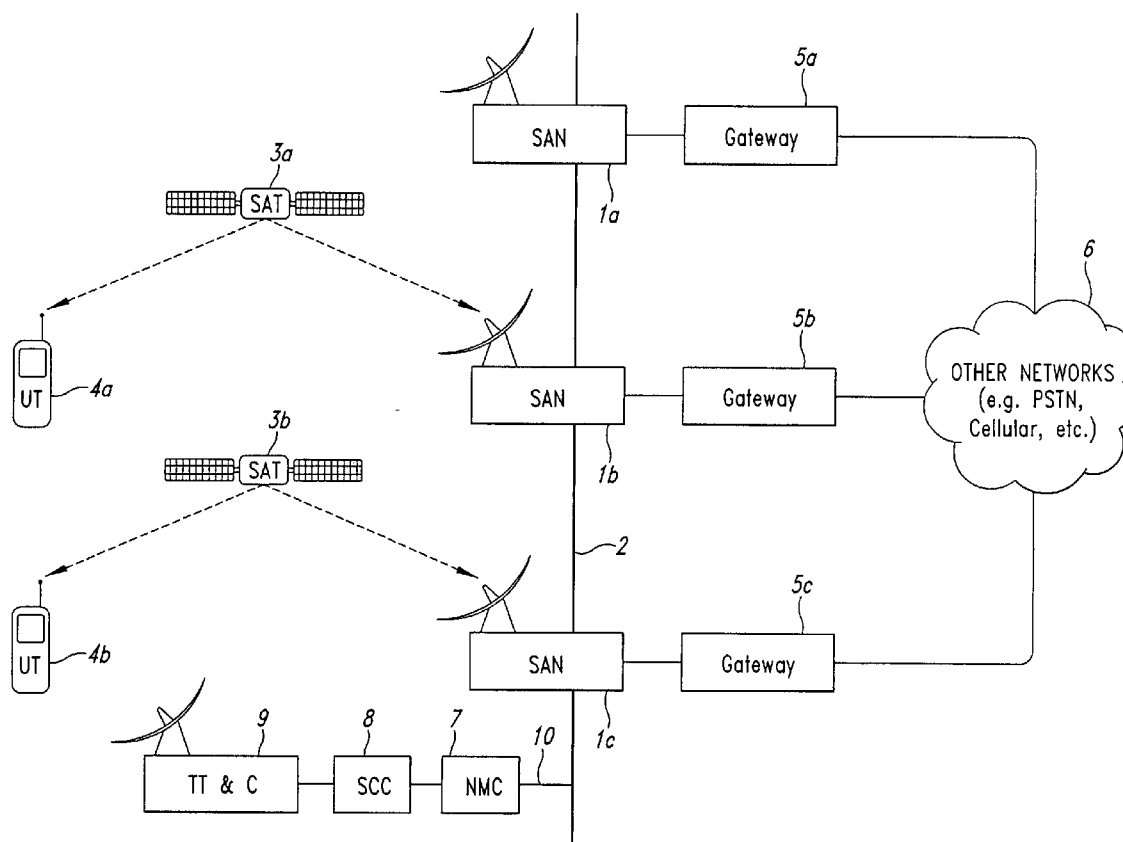 5a
SAN
Gateway
3a
SAT
1a
6
5b
UT
4a
SAN
Gateway
OTHER NETWORKS
(e.g. PSTN,
Cellular, etc.)
3b
SAT
1b
2
5c
UT
4b
SAN
Gateway
9
8
7
10
1c
TT & C
SCC
NMC